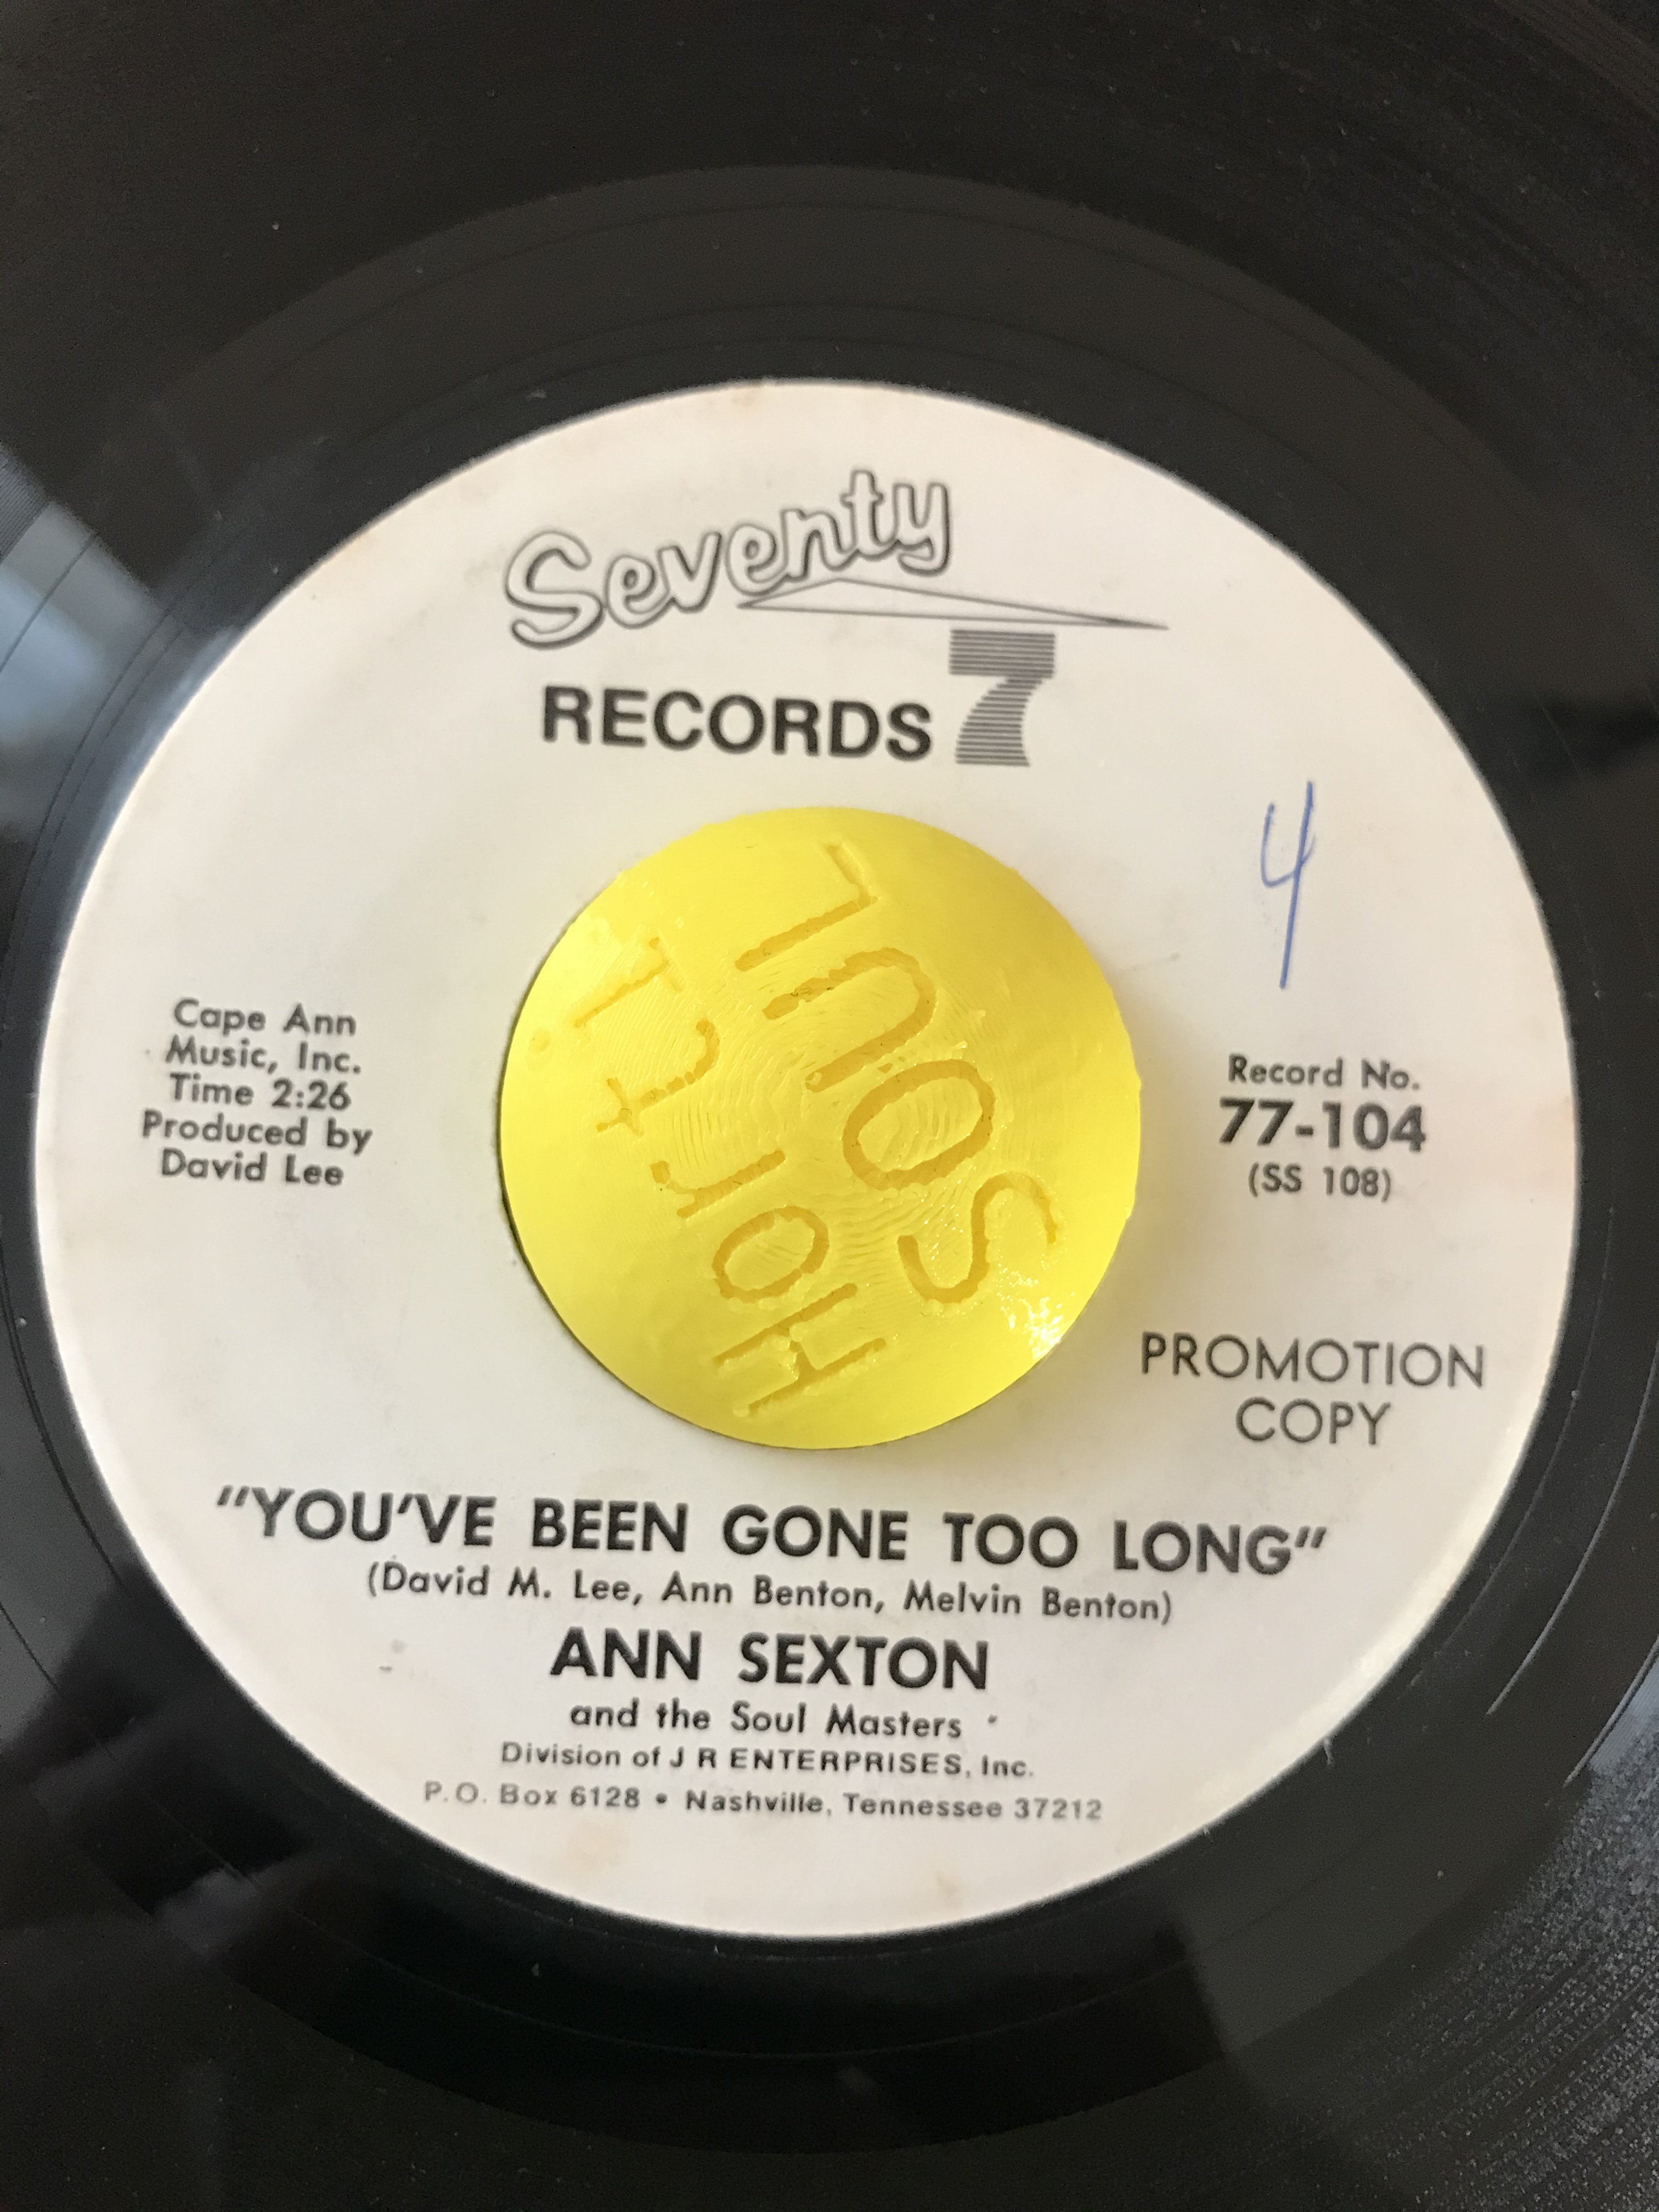 Seventy
7
RECORDS
4
Cape Ann
Music, Inc.
Time 2:26
Produced by
David Lee
SOUL
Record No.
77-104
(SS 108)
PROMOTION
COPY
"YOU'VE BEEN GONE TOO LONG"
(David M. Lee, Ann Benton, Melvin Benton)
ANN SEXTON
and the Soul Masters
Division of J R ENTERPRISES, Inc.
P.O. Box 6128 • Nashville, Tennessee 37212